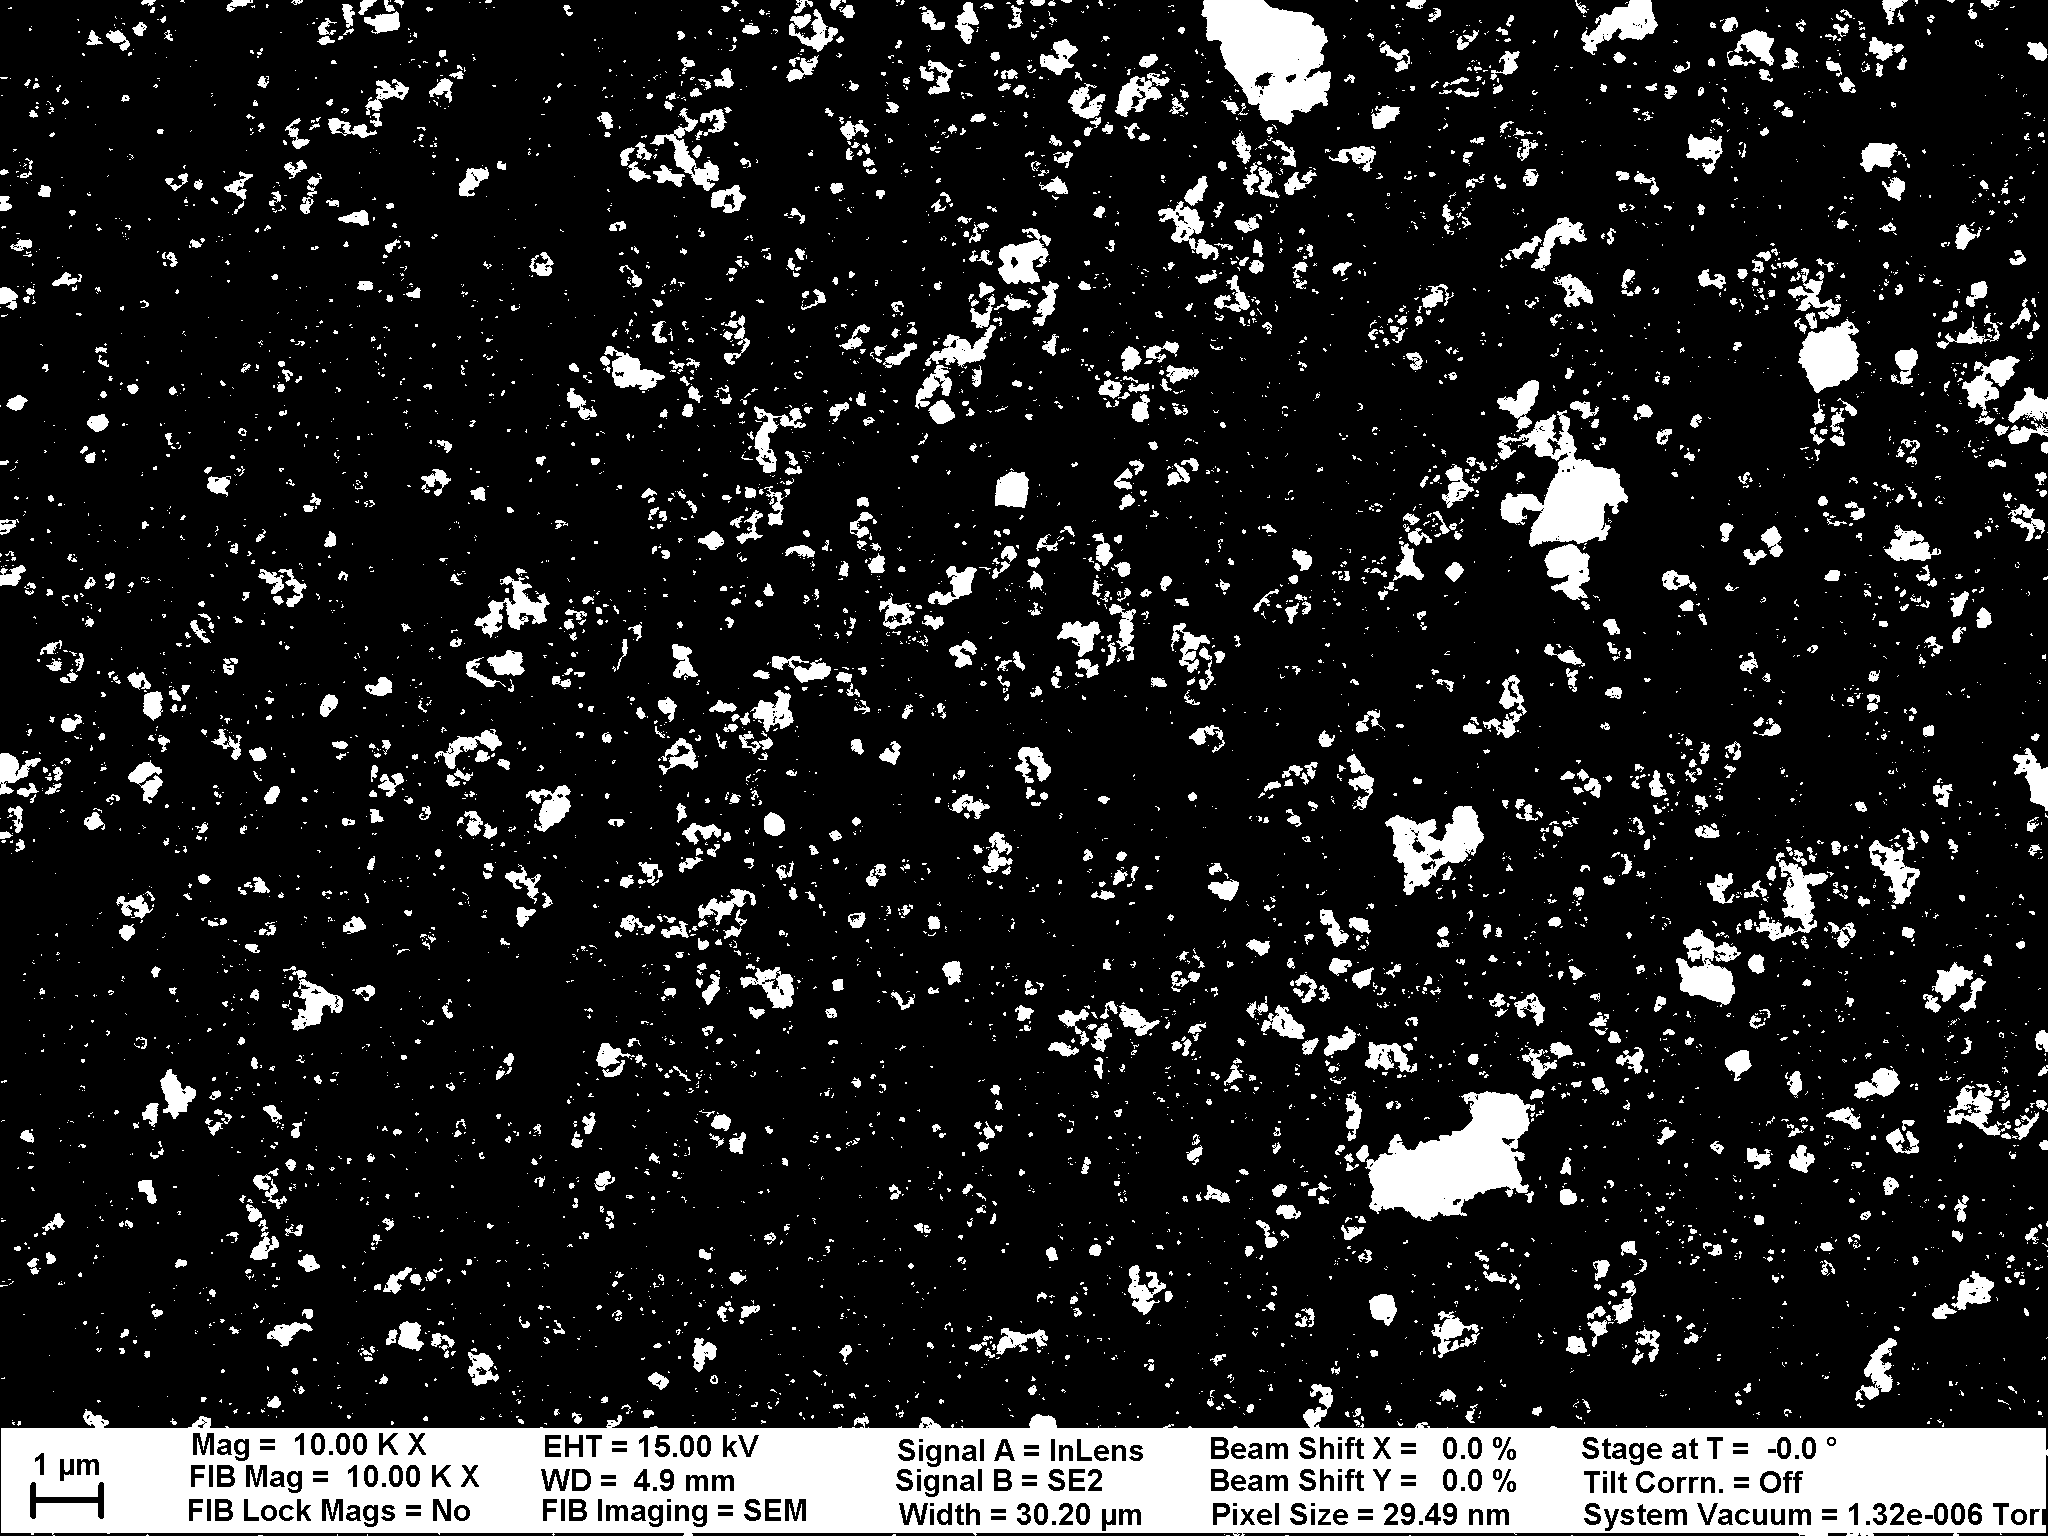 1 µm
Mag = 10.00 K X
FIB Mag = 10.00 K X
FIB Lock Mags = No
EHT = 15.00 kV
WD = 4.9 mm
FIB Imaging = SEM
Signal A = InLens
Signal B = SE2
Width = 30.20 µm
Beam Shift X = 0.0 %
Beam Shift Y = 0.0 %
Pixel Size = 29.49 nm
Stage at T = -0.0 °
Tilt Corrn. = Off
System Vacuum = 1.32e-006 Torr